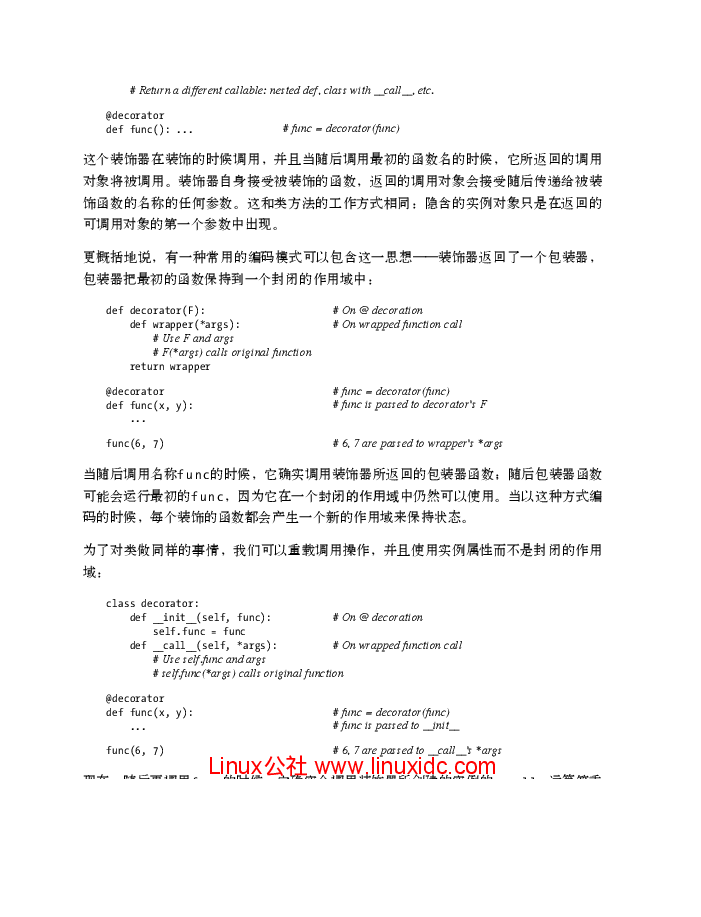 # Return a different callable: nested def, class with __call__, etc.
@decorator
def func(): ... # func = decorator(func)
这个装饰器在装饰的时候调用，并且当随后调用最初的函数名的时候，它所返回的调用
对象将被调用。装饰器自身接受被装饰的函数，返回的调用对象会接受随后传递给被装
饰函数的名称的任何参数。这和类方法的工作方式相同：隐含的实例对象只是在返回的
可调用对象的第一个参数中出现。
更概括地说，有一种常用的编码模式可以包含这一思想——装饰器返回了一个包装器，
包装器把最初的函数保持到一个封闭的作用域中：
def decorator(F): # On @ decoration
def wrapper(*args): # On wrapped function call
# Use F and args
# F(*args) calls original function
return wrapper
@decorator # func = decorator(func)
def func(x, y): # func is passed to decorator's F
...
func(6, 7) # 6, 7 are passed to wrapper's *args
当随后调用名称func的时候，它确实调用装饰器所返回的包装器函数；随后包装器函数
可能会运行最初的func，因为它在一个封闭的作用域中仍然可以使用。当以这种方式编
码的时候，每个装饰的函数都会产生一个新的作用域来保持状态。
为了对类做同样的事情，我们可以重载调用操作，并且使用实例属性而不是封闭的作用
域：
class decorator:
def __init__(self, func): # On @ decoration
self.func = func
def __call__(self, *args): # On wrapped function call
# Use self.func and args
# self.func(*args) calls original function
@decorator # func = decorator(func)
def func(x, y): # func is passed to __init__
...
func(6, 7) # 6, 7 are passed to __call__'s *args
Linux公社 www.linuxidc.com